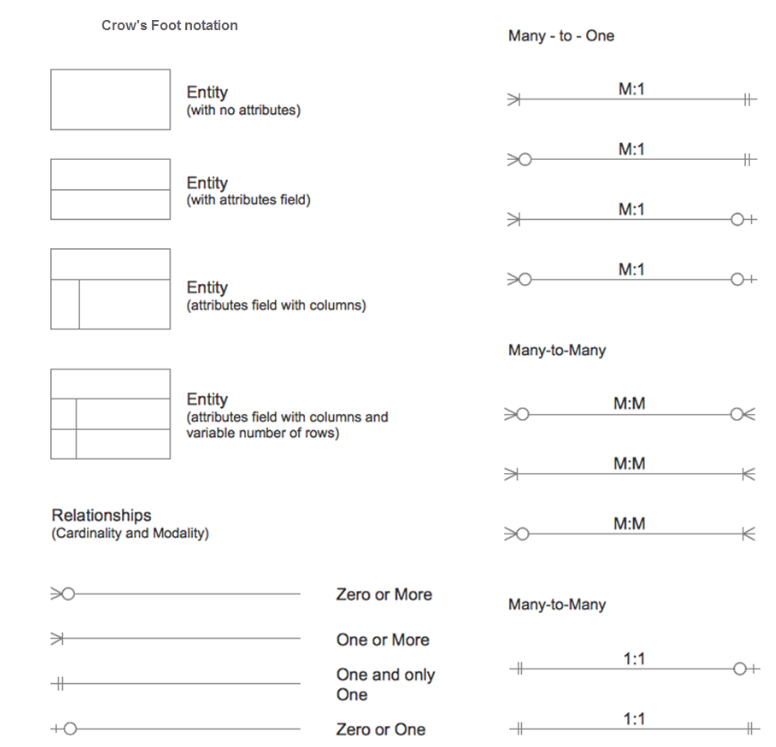 Crow's Foot notation
Entity
(with no attributes)
Entity
(with attributes field)
Entity
(attributes field with columns)
Entity
(attributes field with columns and
variable number of rows)
Relationships
(Cardinality and Modality)
Zero or More
One or More
One and only
One
Zero or One
Many - to - One
M:1
M:1
M:1
M:1
Many-to-Many
M:M
M:M
M:M
Many-to-Many
1:1
1:1